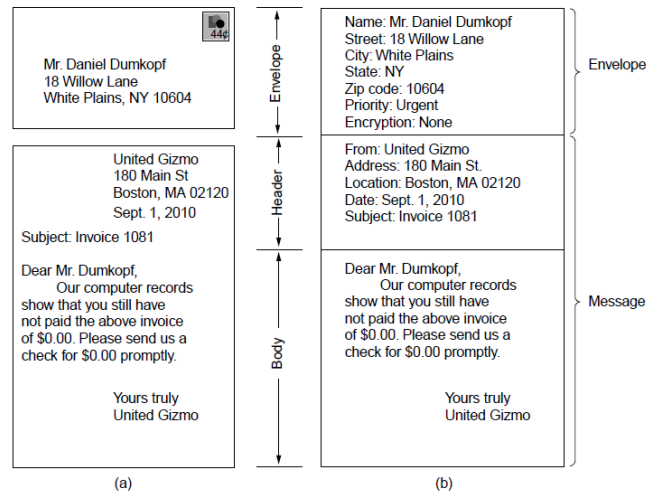 44¢
Mr. Daniel Dumkopf
18 Willow Lane
White Plains, NY 10604
United Gizmo
180 Main St
Boston, MA 02120
Sept. 1, 2010
Subject: Invoice 1081
Dear Mr. Dumkopf,
Our computer records
show that you still have
not paid the above invoice
of $0.00. Please send us a
check for $0.00 promptly.
Yours truly
United Gizmo
(a)
Envelope
Header
Body
Name: Mr. Daniel Dumkopf
Street: 18 Willow Lane
City: White Plains
State: NY
Zip code: 10604
Priority: Urgent
Encryption: None
From: United Gizmo
Address: 180 Main St.
Location: Boston, MA 02120
Date: Sept. 1, 2010
Subject: Invoice 1081
Dear Mr. Dumkopf,
Our computer records
show that you still have
not paid the above invoice
of $0.00. Please send us a
check for $0.00 promptly.
Yours truly
United Gizmo
(b)
Envelope
Message